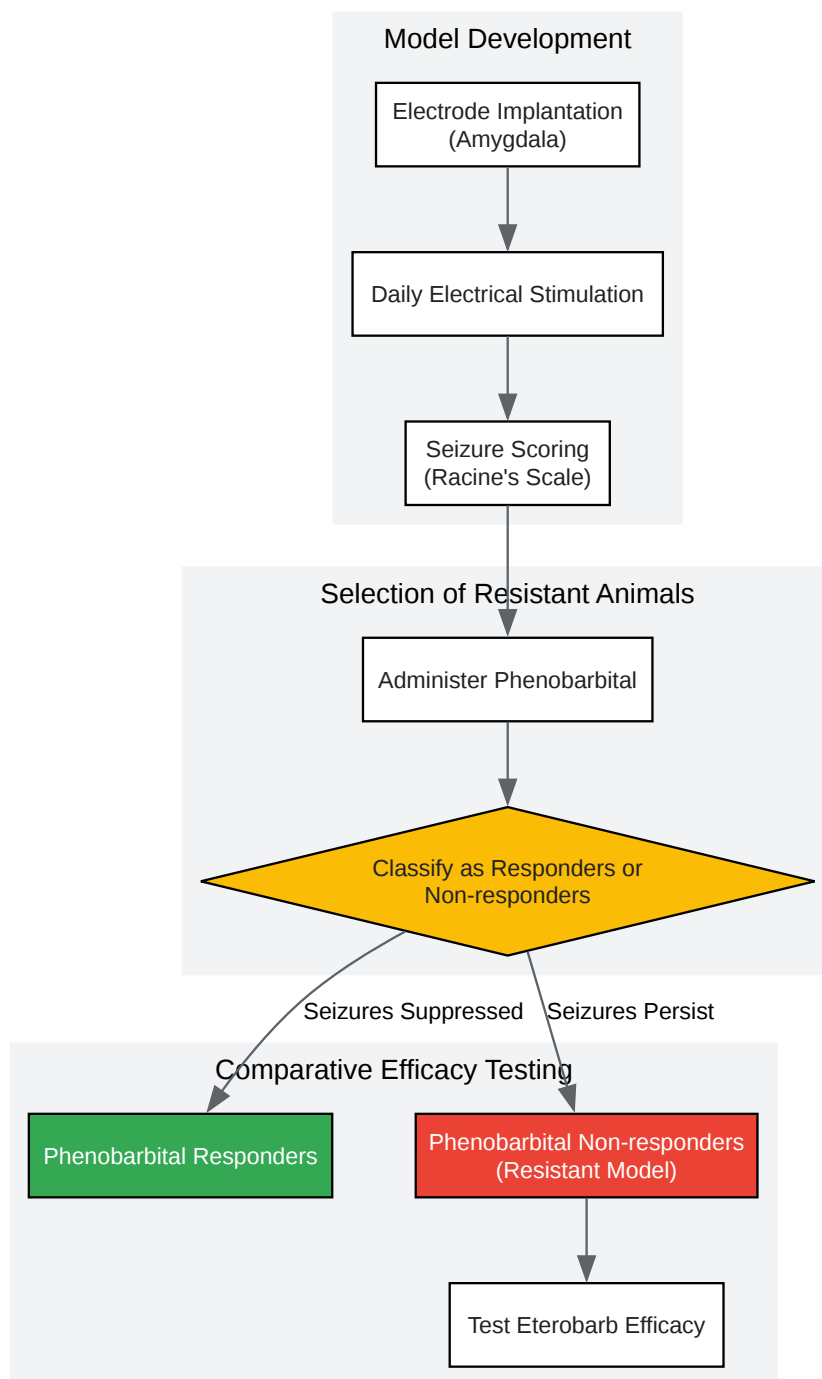 Model Development
Electrode Implantation
(Amygdala)
Daily Electrical Stimulation
Seizure Scoring
(Racine's Scale)
Selection of Resistant Animals
Administer Phenobarbital
Classify as Responders or
Non-responders
Seizures Suppressed
Seizures Persist
Comparative Efficacy Testing
Phenobarbital Responders
Phenobarbital Non-responders
(Resistant Model)
Test Eterobarb Efficacy